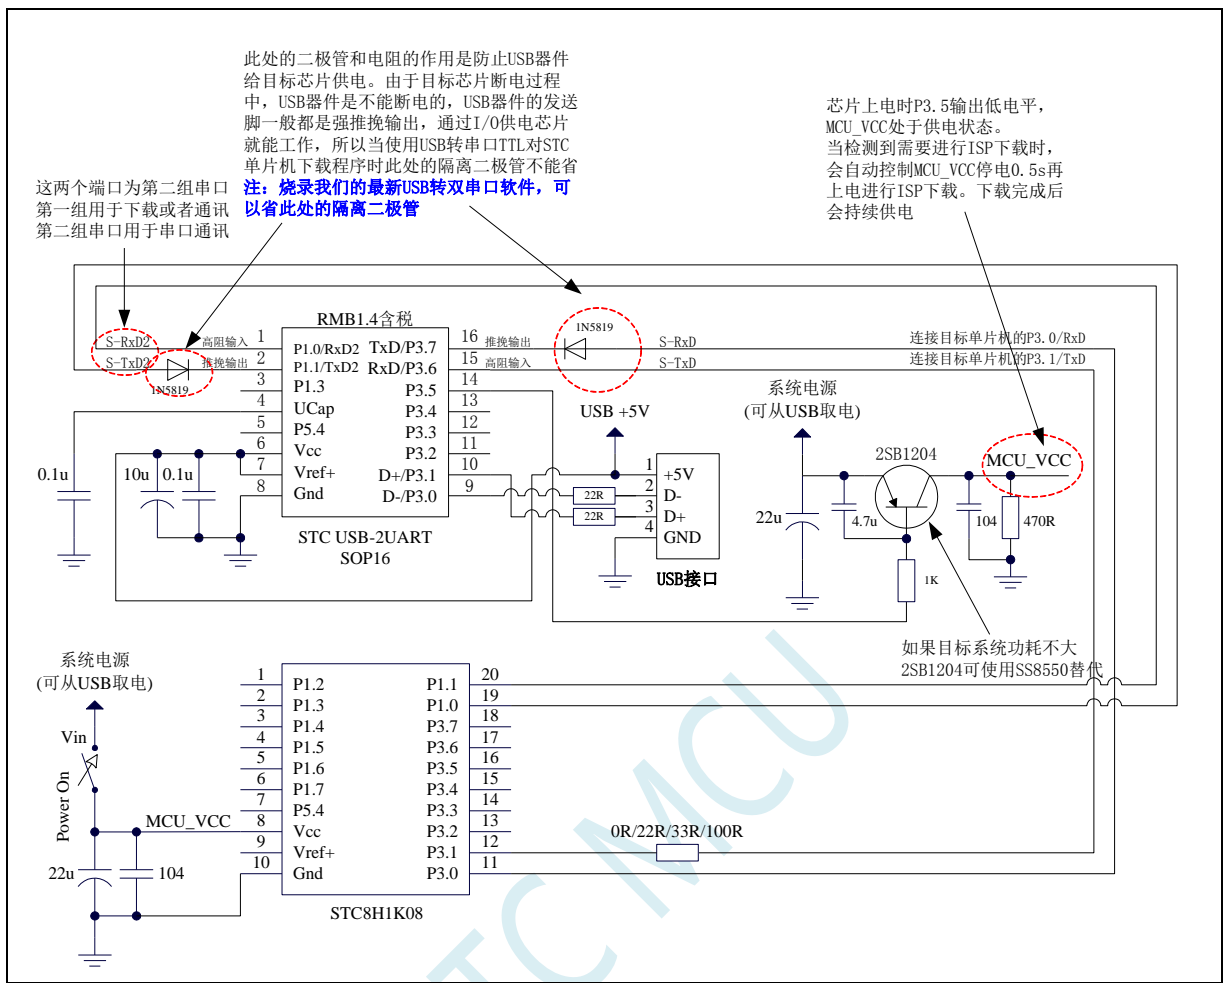 此处的二极管和电阻的作用是防止USB器件
给目标芯片供电。由于目标芯片断电过程
中，USB器件是不能断电的，USB器件的发送
脚一般都是强推挽输出，通过I/O供电芯片
就能工作，所以当使用USB转串口TTL对STC
单片机下载程序时此处的隔离二极管不能省
注：烧录我们的最新USB转双串口软件，可
以省此处的隔离二极管
芯片上电时P3.5输出低电平，
MCU_VCC处于供电状态。
当检测到需要进行ISP下载时，
会自动控制MCU_VCC停电0.5s再
上电进行ISP下载。下载完成后
会持续供电
这两个端口为第二组串口
第一组用于下载或者通讯
第二组串口用于串口通讯
RMB1.4含税
S-RxD2 高阻输入 1 P1.0/RxD2 TxD/P3.7 16 推挽输出 1N5819 S-RxD 连接目标单片机的P3.0/RxD
S-TxD2 1N5819 推挽输出 2 P1.1/TxD2 RxD/P3.6 15 高阻输入 S-TxD 连接目标单片机的P3.1/TxD
3 P1.3 P3.5 14
4 UCap P3.4 13
5 P5.4 P3.3 12
6 Vcc P3.2 11
7 Vref+ D+/P3.1 10
8 Gnd D-/P3.0 9
STC USB-2UART
SOP16
0.1u
10u
0.1u
USB +5V
22R
22R
1 +5V
2 D-
3 D+
4 GND
USB接口
系统电源
(可从USB取电)
2SB1204
MCU_VCC
22u
4.7u
104
470R
1K
如果目标系统功耗不大
2SB1204可使用SS8550替代
系统电源
(可从USB取电)
Vin
Power On
MCU_VCC
22u
104
1 P1.2 P1.1 20
2 P1.3 P1.0 19
3 P1.4 P3.7 18
4 P1.5 P3.6 17
5 P1.6 P3.5 16
6 P1.7 P3.4 15
7 P5.4 P3.3 14
8 Vcc P3.2 13
9 Vref+ P3.1 12
10 Gnd P3.0 11
0R/22R/33R/100R
STC8H1K08
STC MCU